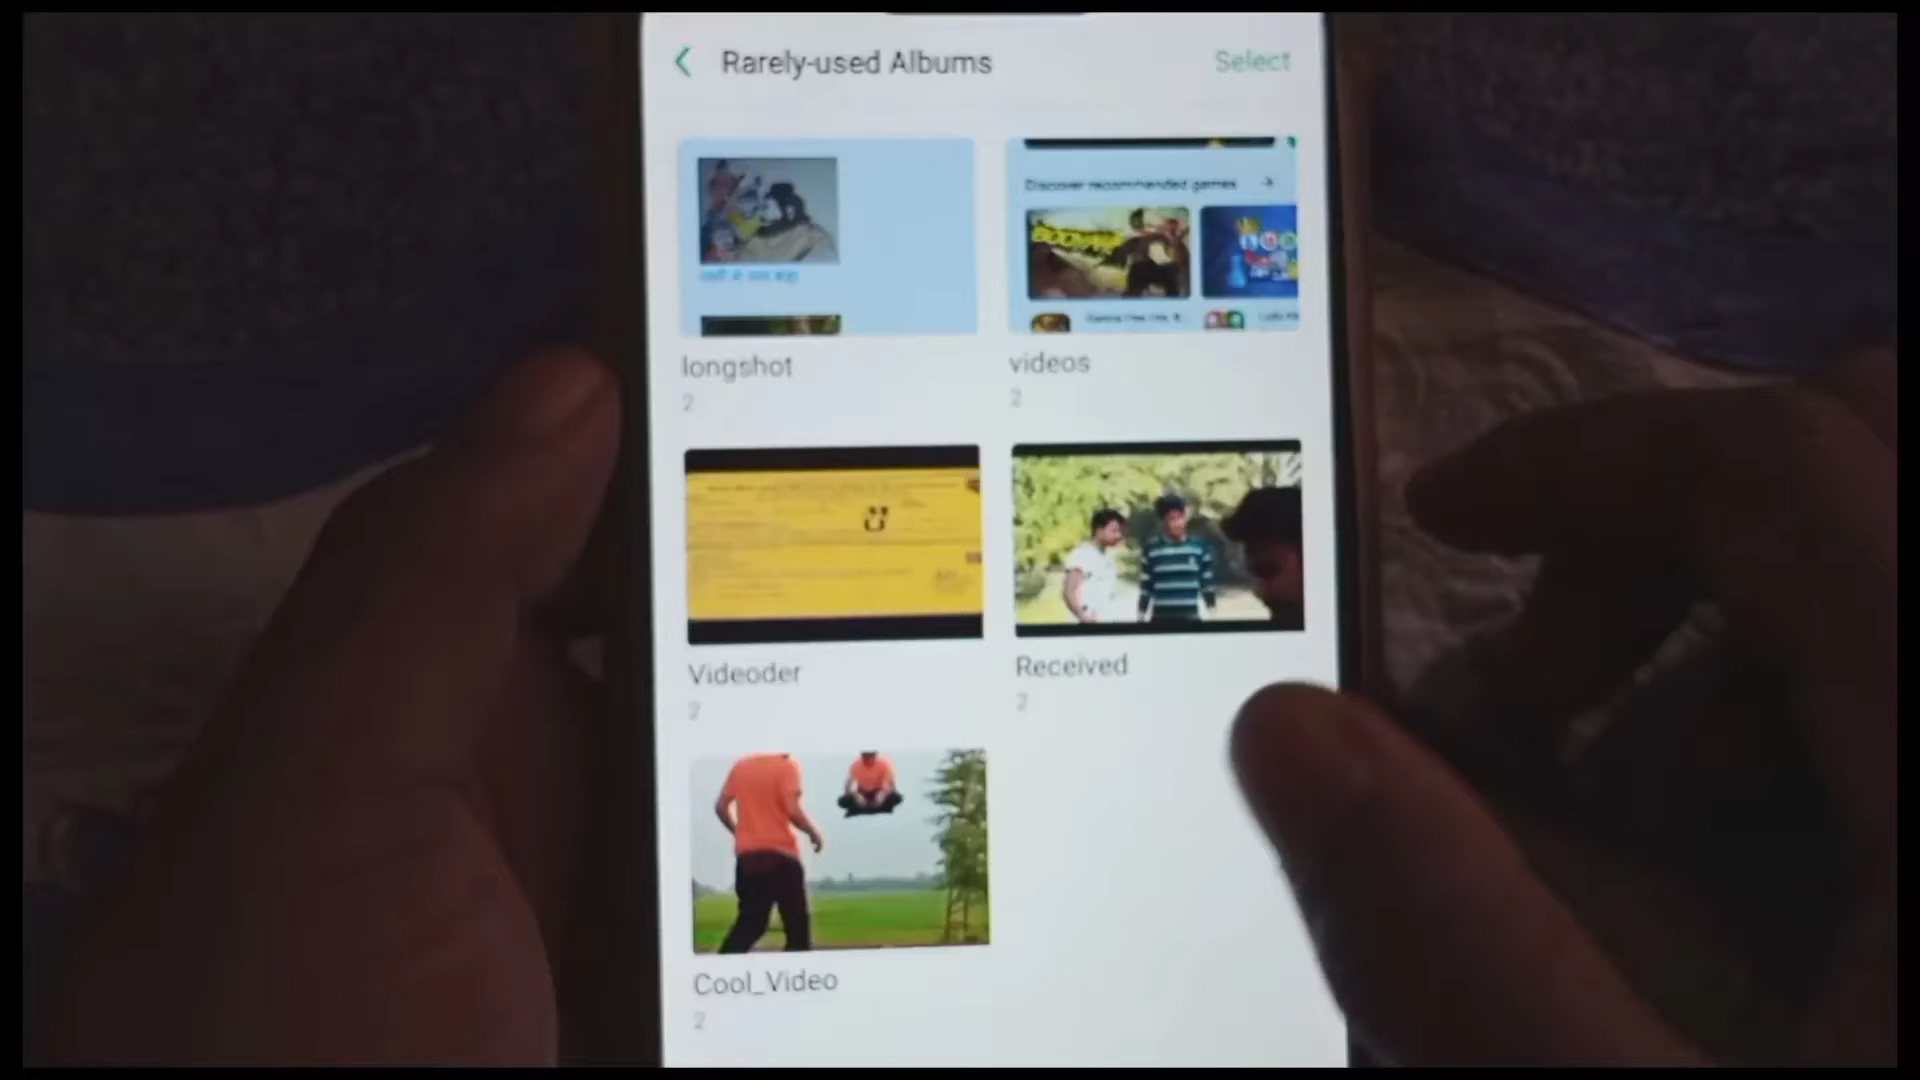 Rarely-used Albums
Select
Discover recommended games
longshot
2
videos
2
Videoder
2
Received
2
Cool_Video
2